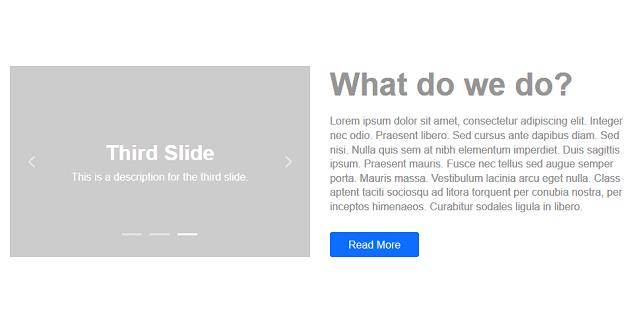 Third Slide
This is a description for the third slide.
What do we do?
Lorem ipsum dolor sit amet, consectetur adipiscing elit. Integer
nec odio. Praesent libero. Sed cursus ante dapibus diam. Sed
nisi. Nulla quis sem at nibh elementum imperdiet. Duis sagittis
ipsum. Praesent mauris. Fusce nec tellus sed augue semper
porta. Mauris massa. Vestibulum lacinia arcu eget nulla. Class
aptent taciti sociosqu ad litora torquent per conubia nostra, per
inceptos himenaeos. Curabitur sodales ligula in libero.
Read More